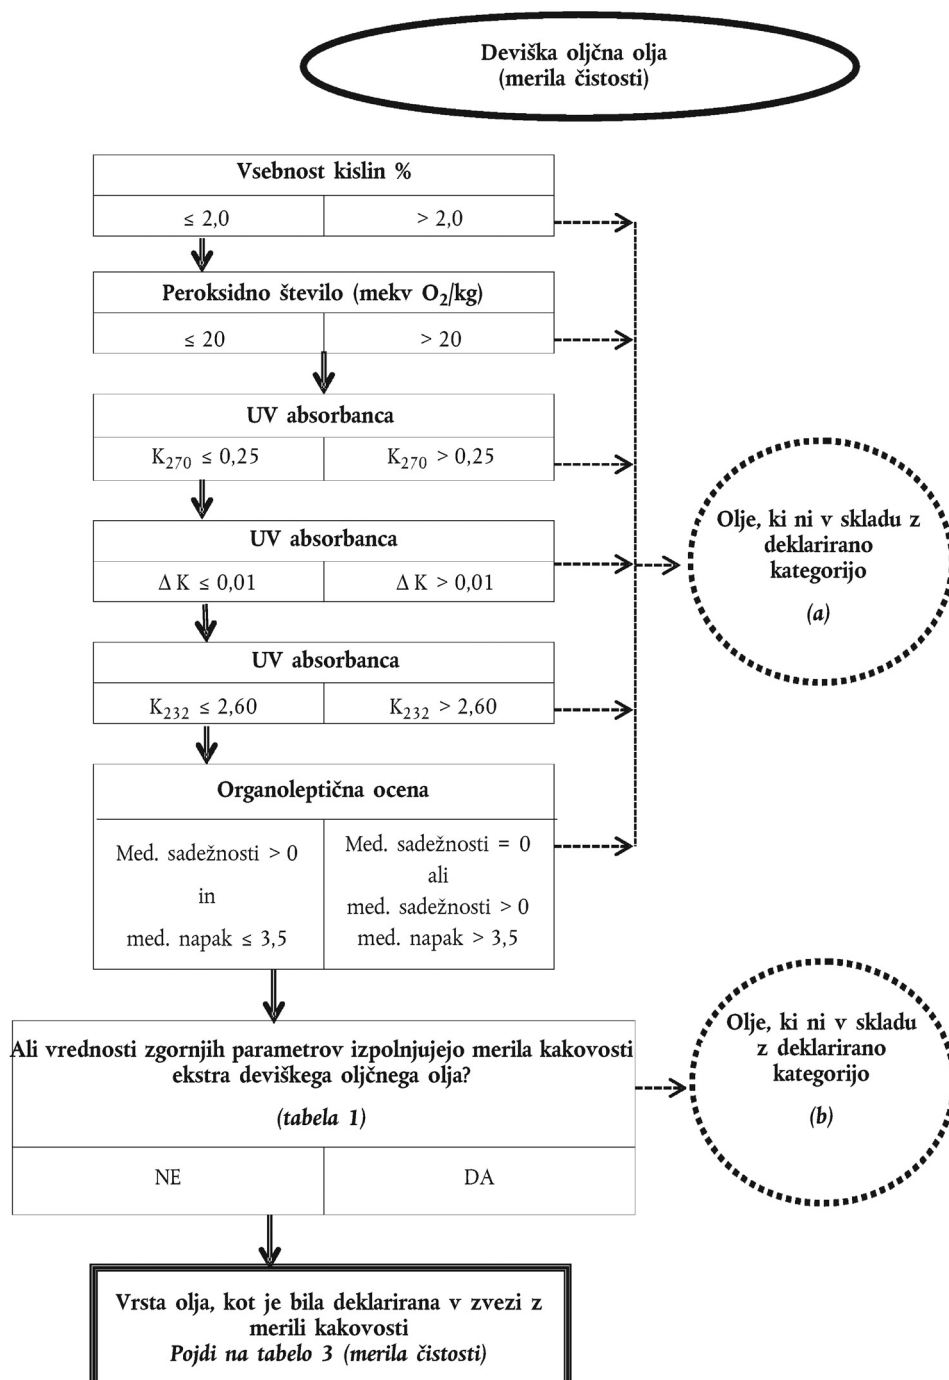 Deviška oljčna olja
(merila čistosti)
Vsebnost kislin %
≤ 2,0
> 2,0
Peroksidno število (mekv O₂/kg)
≤ 20
> 20
UV absorbanca
K₂₇₀ ≤ 0,25
K₂₇₀ > 0,25
UV absorbanca
Δ K ≤ 0,01
Δ K > 0,01
UV absorbanca
K₂₃₂ ≤ 2,60
K₂₃₂ > 2,60
Organoleptična ocena
Med. sadežnosti > 0
in
med. napak ≤ 3,5
Med. sadežnosti = 0
ali
med. sadežnosti > 0
med. napak > 3,5
Olje, ki ni v skladu z
deklarirano
kategorijo
(a)
Ali vrednosti zgornjih parametrov izpolnjujejo merila kakovosti
ekstra deviškega oljčnega olja?
(tabela 1)
NE
DA
Olje, ki ni v skladu
z deklarirano
kategorijo
(b)
Vrsta olja, kot je bila deklarirana v zvezi z
merili kakovosti
Pojdi na tabelo 3 (merila čistosti)